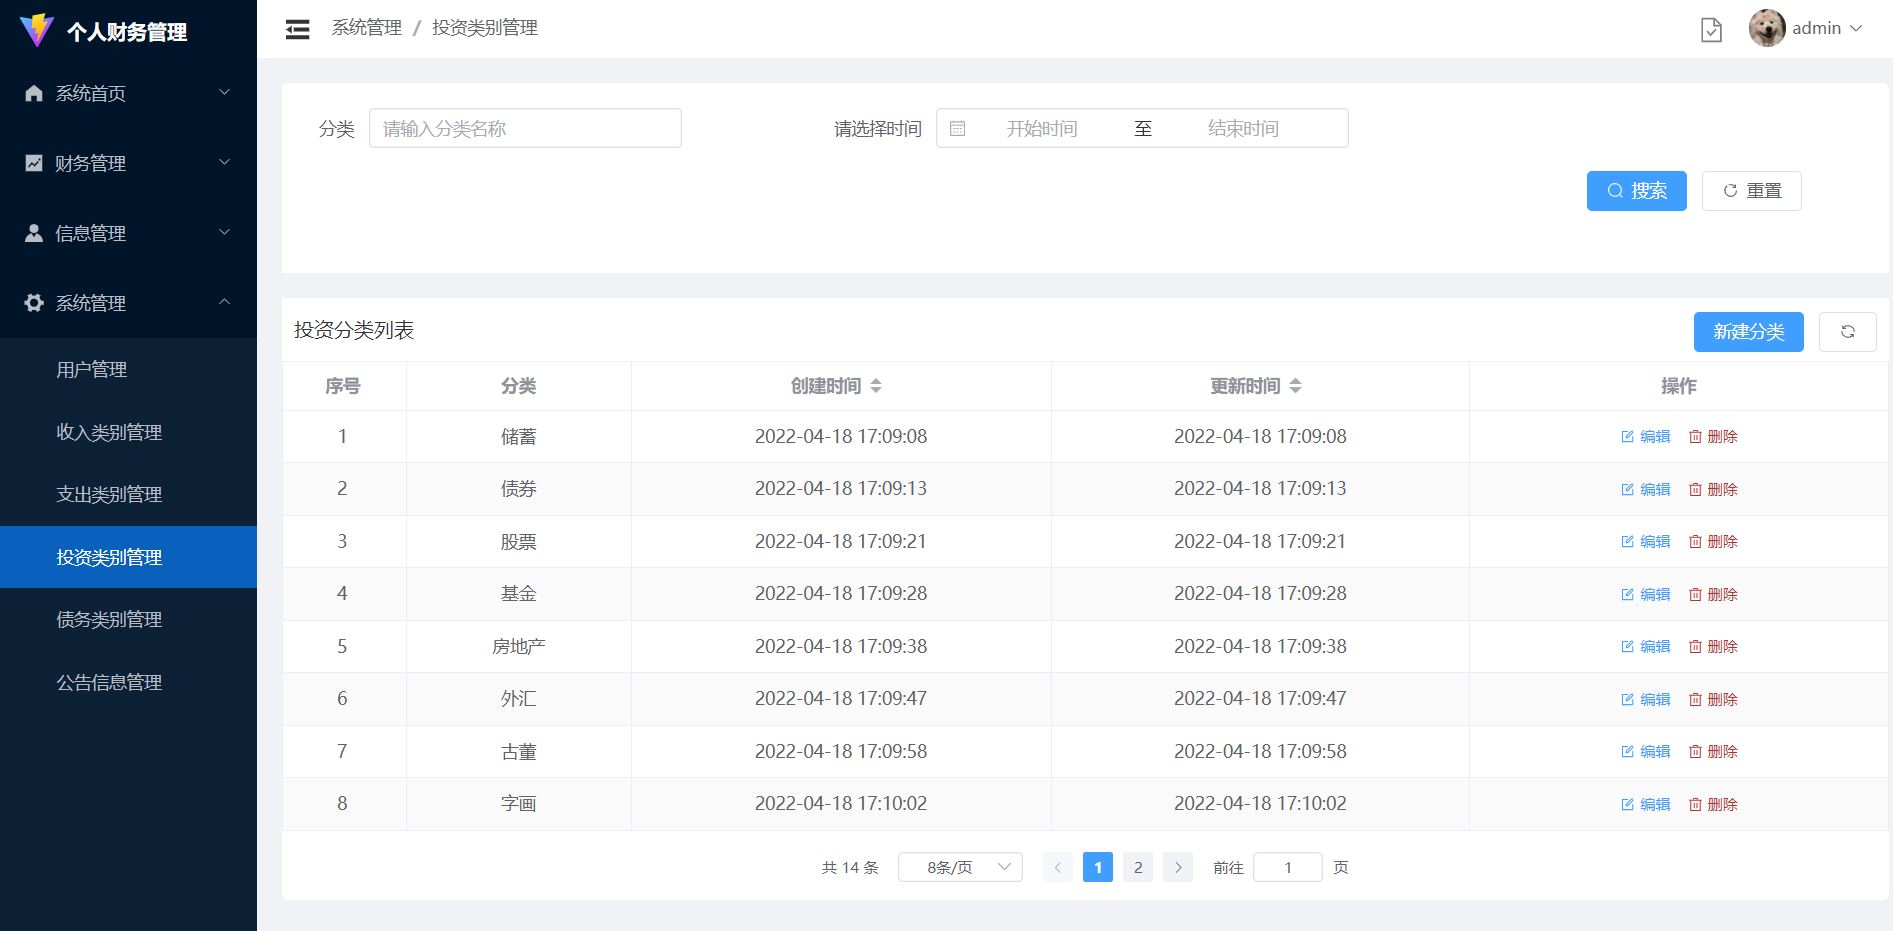 个人财务管理
系统首页
财务管理
信息管理
系统管理
用户管理
收入类别管理
支出类别管理
投资类别管理
债务类别管理
公告信息管理
系统管理 / 投资类别管理
admin
分类 请输入分类名称 请选择时间 开始时间 至 结束时间
搜索 重置
投资分类列表 新建分类
序号 分类 创建时间 更新时间 操作
1 储蓄 2022-04-18 17:09:08 2022-04-18 17:09:08 编辑 删除
2 债券 2022-04-18 17:09:13 2022-04-18 17:09:13 编辑 删除
3 股票 2022-04-18 17:09:21 2022-04-18 17:09:21 编辑 删除
4 基金 2022-04-18 17:09:28 2022-04-18 17:09:28 编辑 删除
5 房地产 2022-04-18 17:09:38 2022-04-18 17:09:38 编辑 删除
6 外汇 2022-04-18 17:09:47 2022-04-18 17:09:47 编辑 删除
7 古董 2022-04-18 17:09:58 2022-04-18 17:09:58 编辑 删除
8 字画 2022-04-18 17:10:02 2022-04-18 17:10:02 编辑 删除
共 14 条 8条/页 1 2 前往 1 页